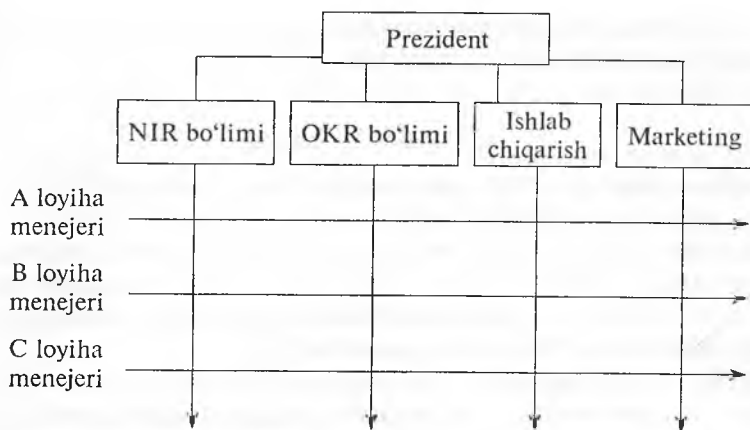 Prezident
NIR bo‘limi
OKR bo‘limi
Ishlab
chiqarish
Marketing
A loyiha
menejeri
B loyiha
menejeri
C loyiha
menejeri